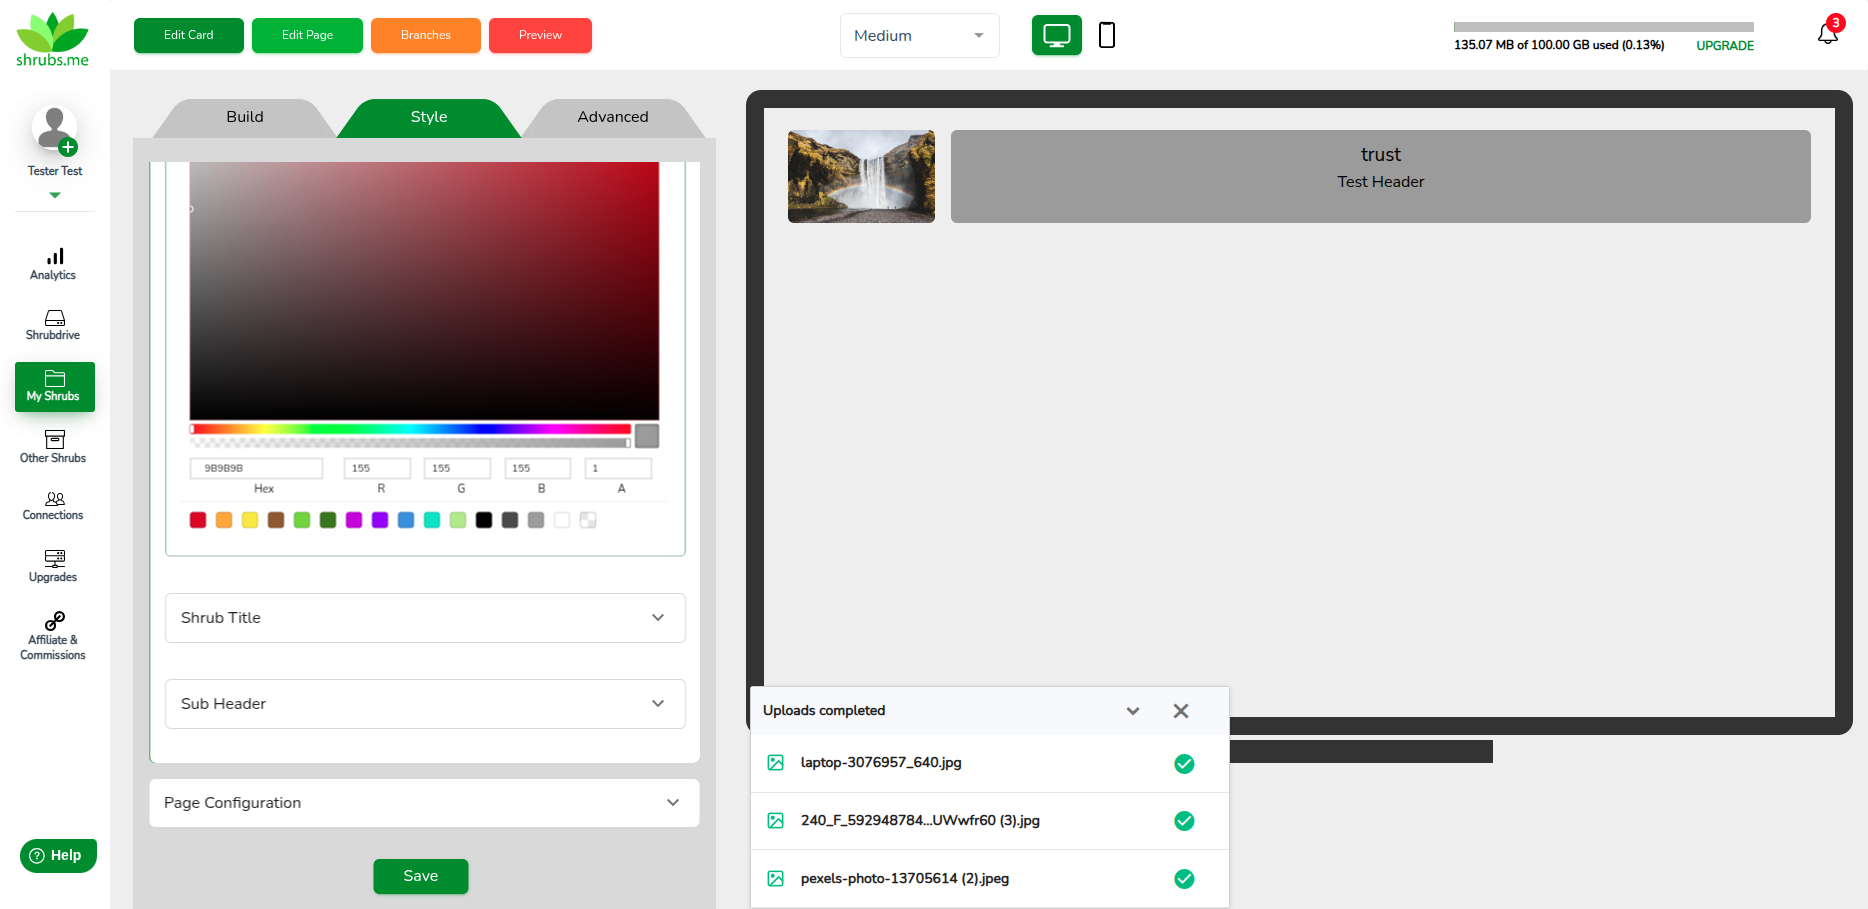 shrubs.me
Edit Card
Edit Page
Branches
Preview
Medium
135.07 MB of 100.00 GB used (0.13%)
UPGRADE
3
Tester Test
Analytics
Shrubdrive
My Shrubs
Other Shrubs
Connections
Upgrades
Affiliate &
Commissions
Help
Build
Style
Advanced
9B9B9B
155
155
155
1
Hex
R
G
B
A
Shrub Title
Sub Header
Page Configuration
Save
trust
Test Header
Uploads completed
laptop-3076957_640.jpg
240_F_592948784...UWwfr60 (3).jpg
pexels-photo-13705614 (2).jpeg